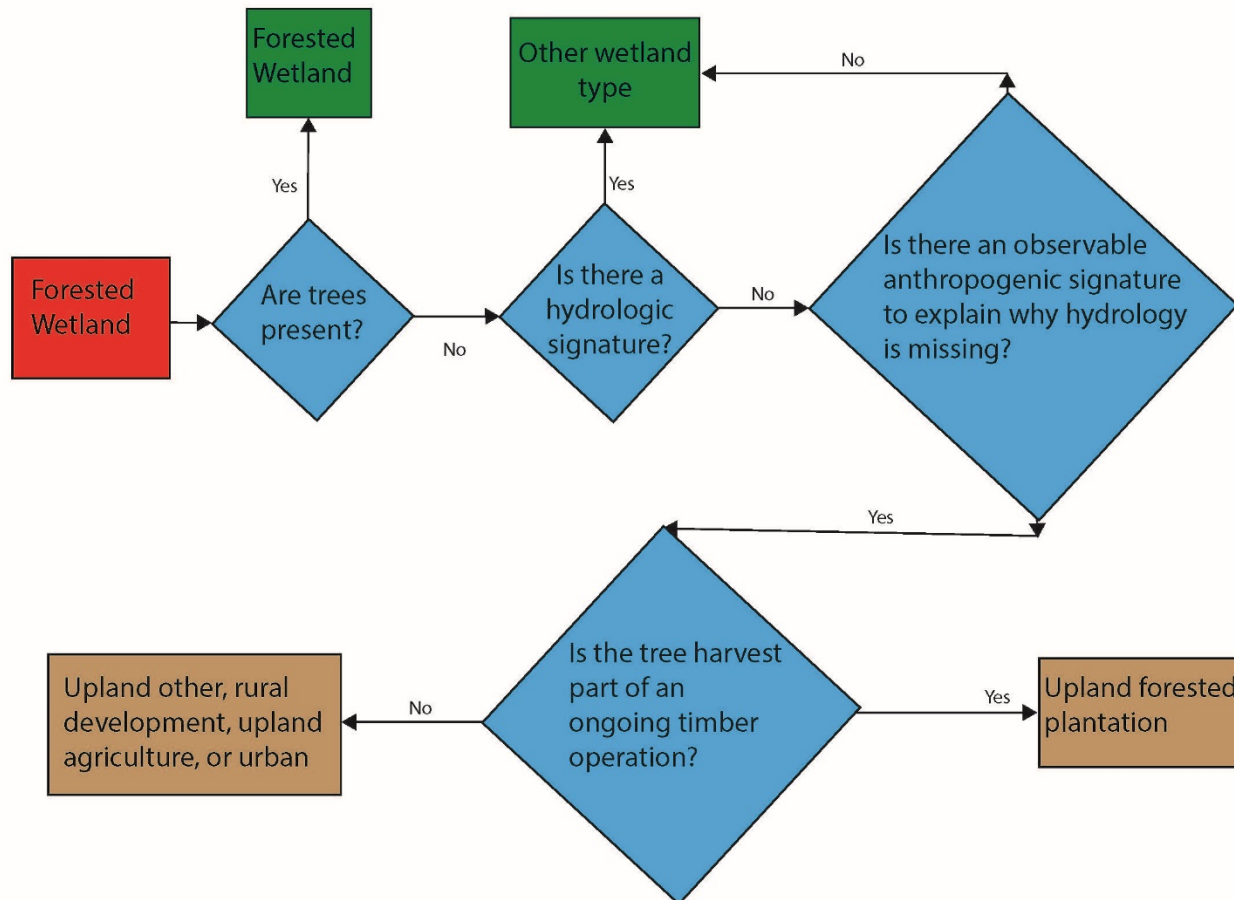 Forested
Wetland
Other wetland
type
No
Yes
Yes
Forested
Wetland
Are trees
present?
No
Is there a
hydrologic
signature?
No
Is there an observable
anthropogenic signature
to explain why hydrology
is missing?
Yes
Is the tree harvest
part of an
ongoing timber
operation?
No
Upland other, rural
development, upland
agriculture, or urban
Yes
Upland forested
plantation